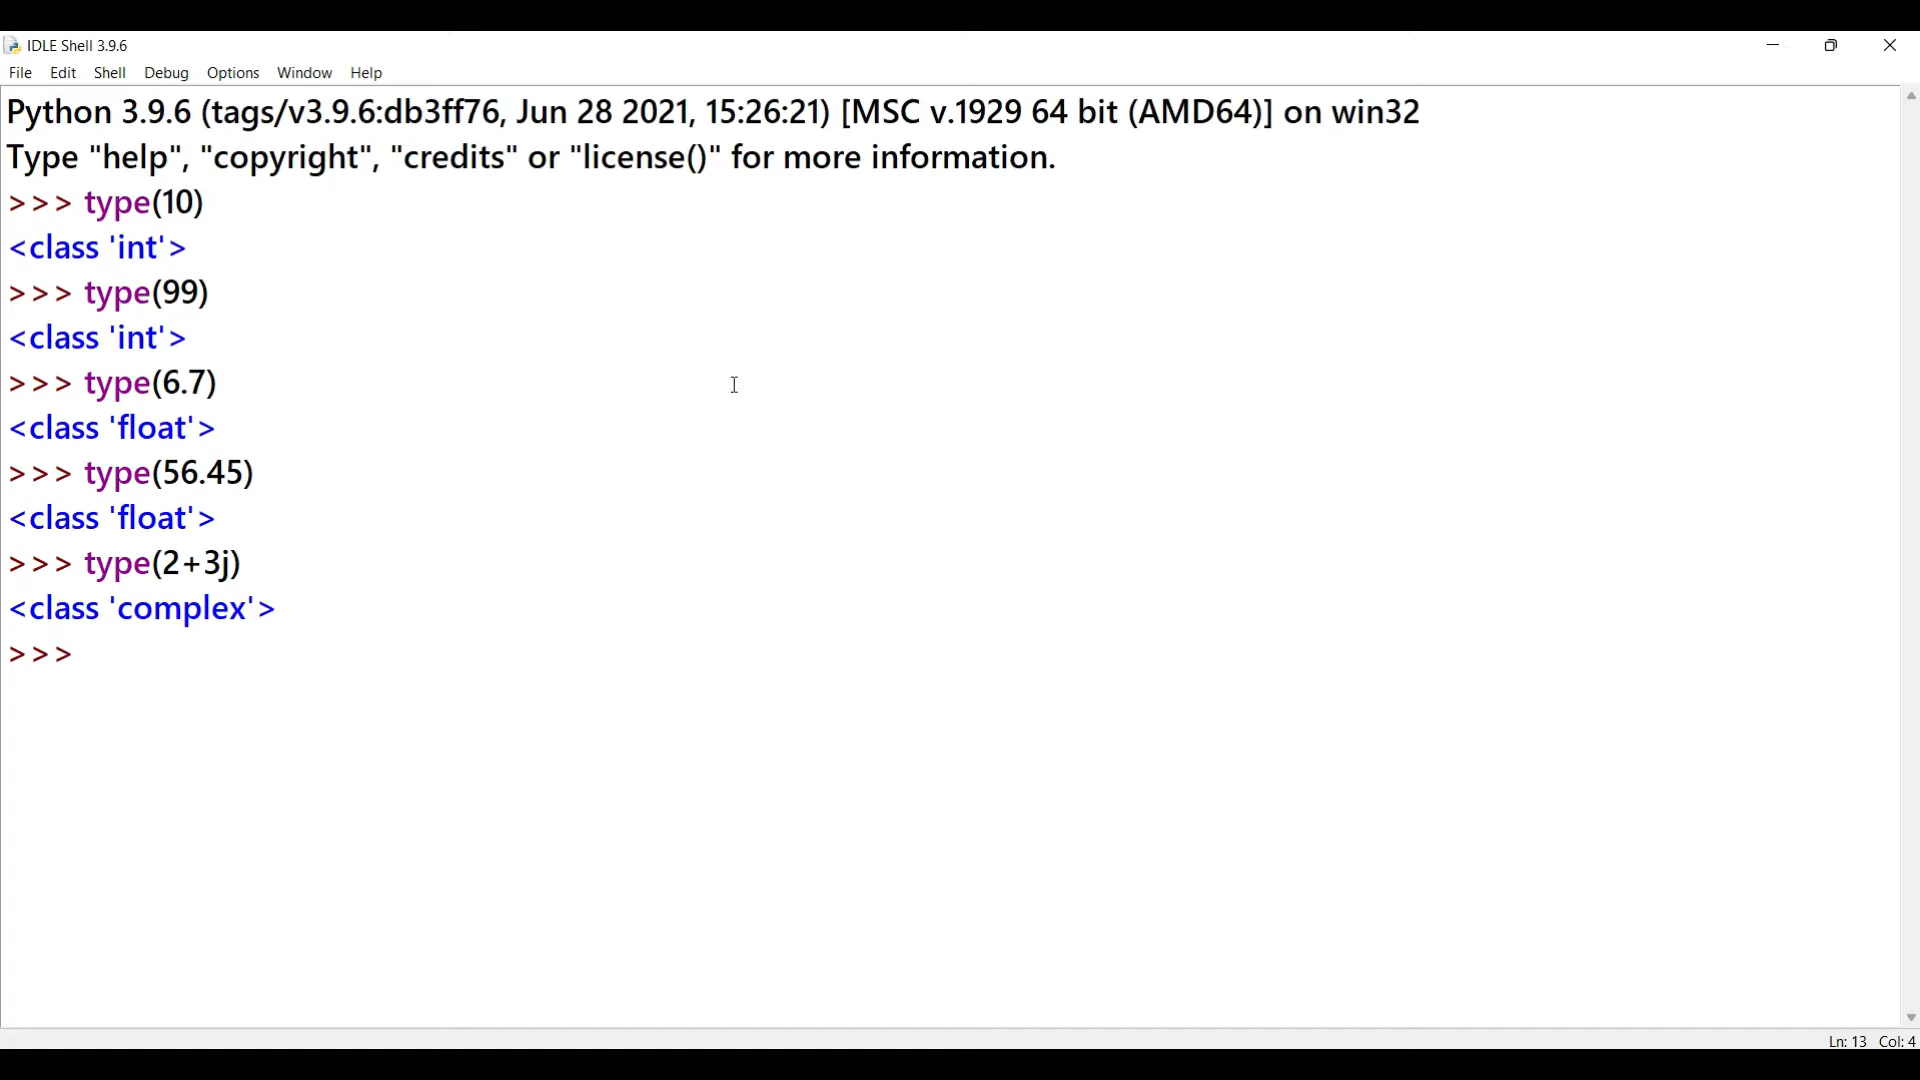 IDLE Shell 3.9.6
File Edit Shell Debug Options Window Help
Python 3.9.6 (tags/v3.9.6:db3ff76, Jun 28 2021, 15:26:21) [MSC v.1929 64 bit (AMD64)] on win32
Type "help", "copyright", "credits" or "license()" for more information.
>>> type(10)
<class 'int'>
>>> type(99)
<class 'int'>
>>> type(6.7)
<class 'float'>
>>> type(56.45)
<class 'float'>
>>> type(2+3j)
<class 'complex'>
>>>
Ln: 13 Col: 4